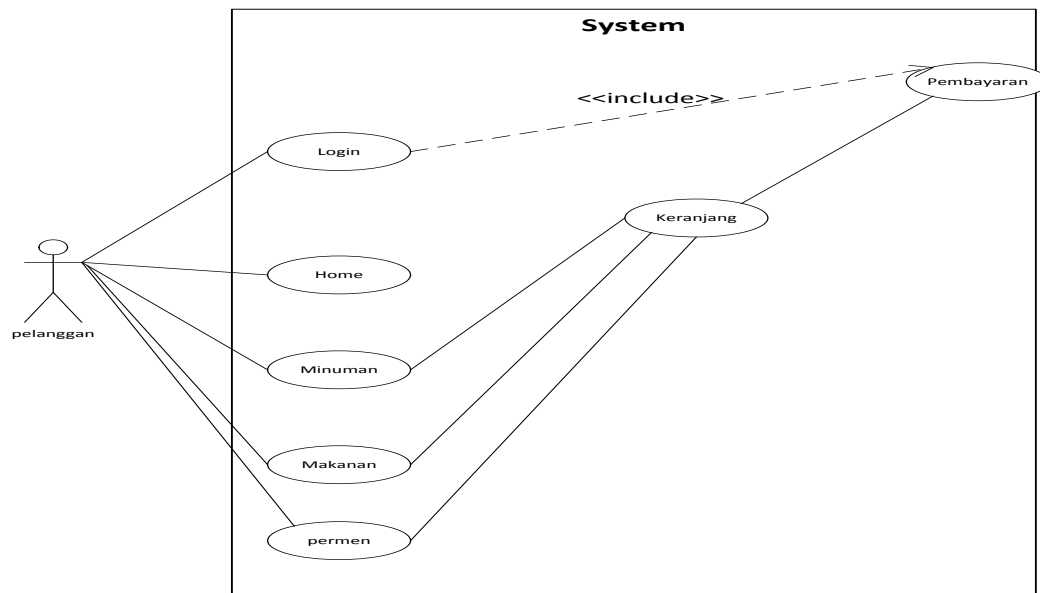 System
Pembayaran
<<include>>
Login
Keranjang
Home
pelanggan
Minuman
Makanan
permen